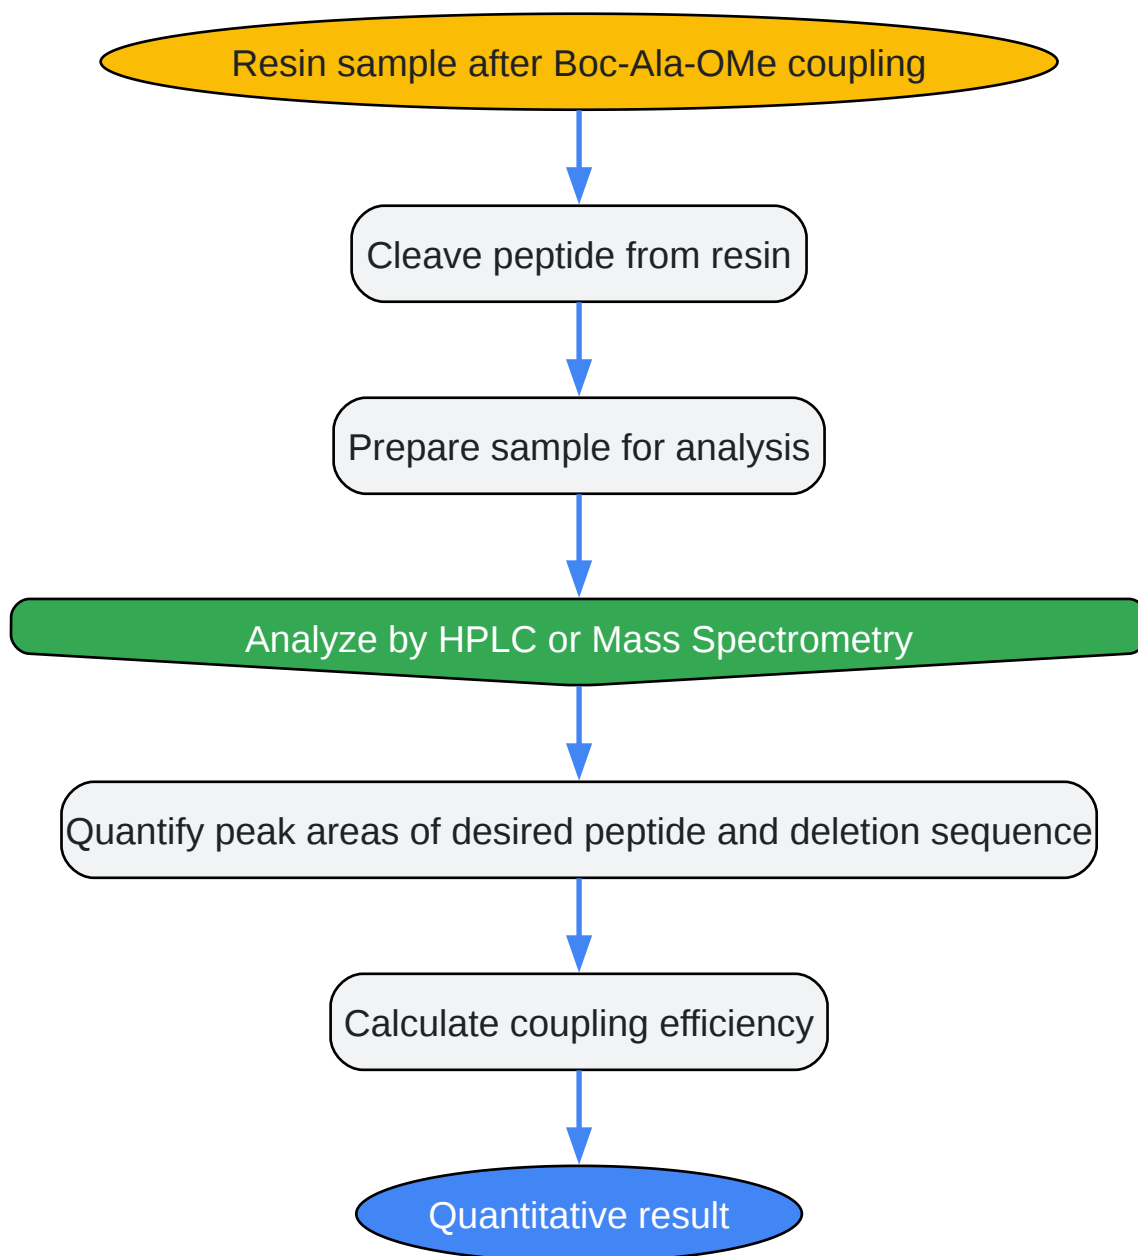 Resin sample after Boc-Ala-OMe coupling
Cleave peptide from resin
Prepare sample for analysis
Analyze by HPLC or Mass Spectrometry
Quantify peak areas of desired peptide and deletion sequence
Calculate coupling efficiency
Quantitative result